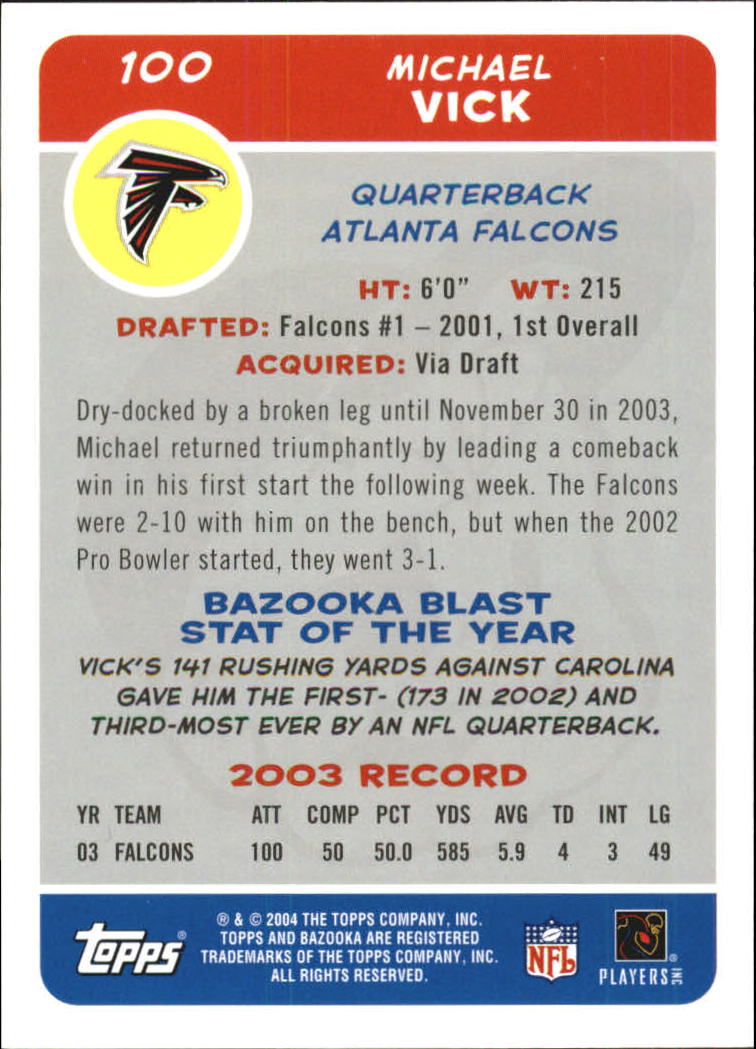 100
MICHAEL
VICK
QUARTERBACK
ATLANTA FALCONS
HT: 6'0" WT: 215
DRAFTED: Falcons #1 – 2001, 1st Overall
ACQUIRED: Via Draft
Dry-docked by a broken leg until November 30 in 2003,
Michael returned triumphantly by leading a comeback
win in his first start the following week. The Falcons
were 2-10 with him on the bench, but when the 2002
Pro Bowler started, they went 3-1.
BAZOOKA BLAST
STAT OF THE YEAR
VICK'S 141 RUSHING YARDS AGAINST CAROLINA
GAVE HIM THE FIRST- (173 IN 2002) AND
THIRD-MOST EVER BY AN NFL QUARTERBACK.
2003 RECORD
YR TEAM ATT COMP PCT YDS AVG TD INT LG
03 FALCONS 100 50 50.0 585 5.9 4 3 49
topps®
® & © 2004 THE TOPPS COMPANY, INC.
TOPPS AND BAZOOKA ARE REGISTERED
TRADEMARKS OF THE TOPPS COMPANY, INC.
ALL RIGHTS RESERVED.
NFL
PLAYERS INC ®